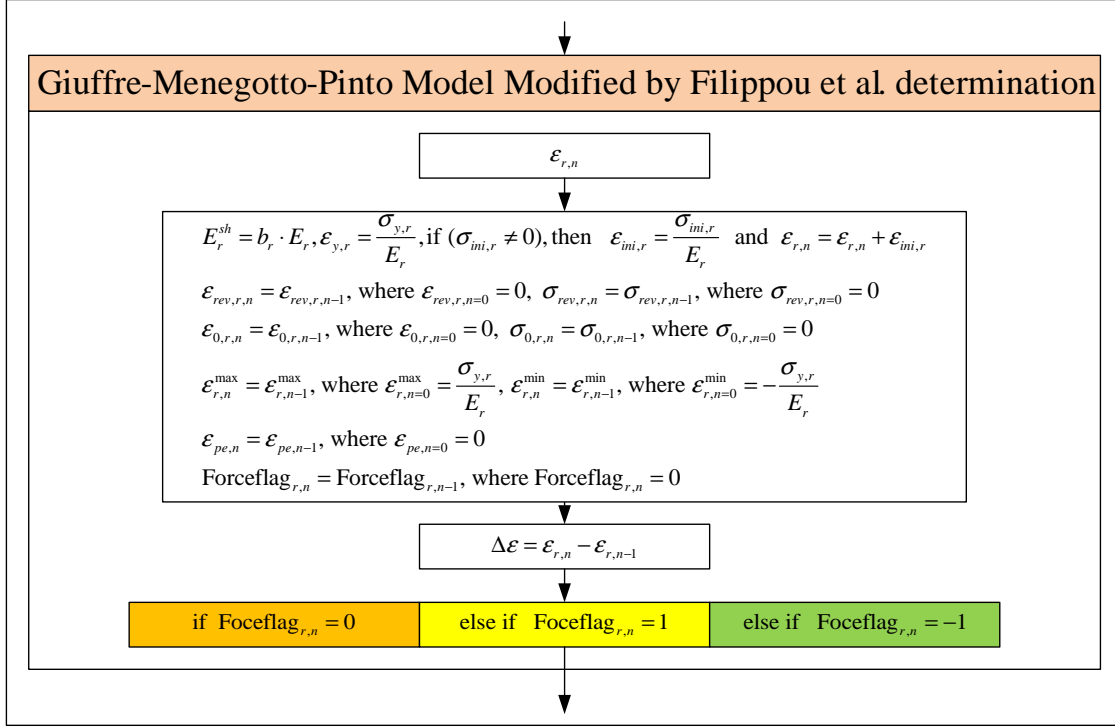 Giuffre-Menegotto-Pinto Model Modified by Filippou et al. determination
ε_{r,n}
E_r^{sh} = b_r · E_r, ε_{y,r} = \frac{σ_{y,r}}{E_r}, if (σ_{ini,r} ≠ 0), then ε_{ini,r} = \frac{σ_{ini,r}}{E_r} and ε_{r,n} = ε_{r,n} + ε_{ini,r}
ε_{rev,r,n} = ε_{rev,r,n−1}, where ε_{rev,r,n=0} = 0, σ_{rev,r,n} = σ_{rev,r,n−1}, where σ_{rev,r,n=0} = 0
ε_{0,r,n} = ε_{0,r,n−1}, where ε_{0,r,n=0} = 0, σ_{0,r,n} = σ_{0,r,n−1}, where σ_{0,r,n=0} = 0
ε_{r,n}^{max} = ε_{r,n−1}^{max}, where ε_{r,n=0}^{max} = \frac{σ_{y,r}}{E_r}, ε_{r,n}^{min} = ε_{r,n−1}^{min}, where ε_{r,n=0}^{min} = −\frac{σ_{y,r}}{E_r}
ε_{pe,n} = ε_{pe,n−1}, where ε_{pe,n=0} = 0
Forceflag_{r,n} = Forceflag_{r,n−1}, where Forceflag_{r,n} = 0
Δε = ε_{r,n} − ε_{r,n−1}
if Foceflag_{r,n} = 0
else if Foceflag_{r,n} = 1
else if Foceflag_{r,n} = −1